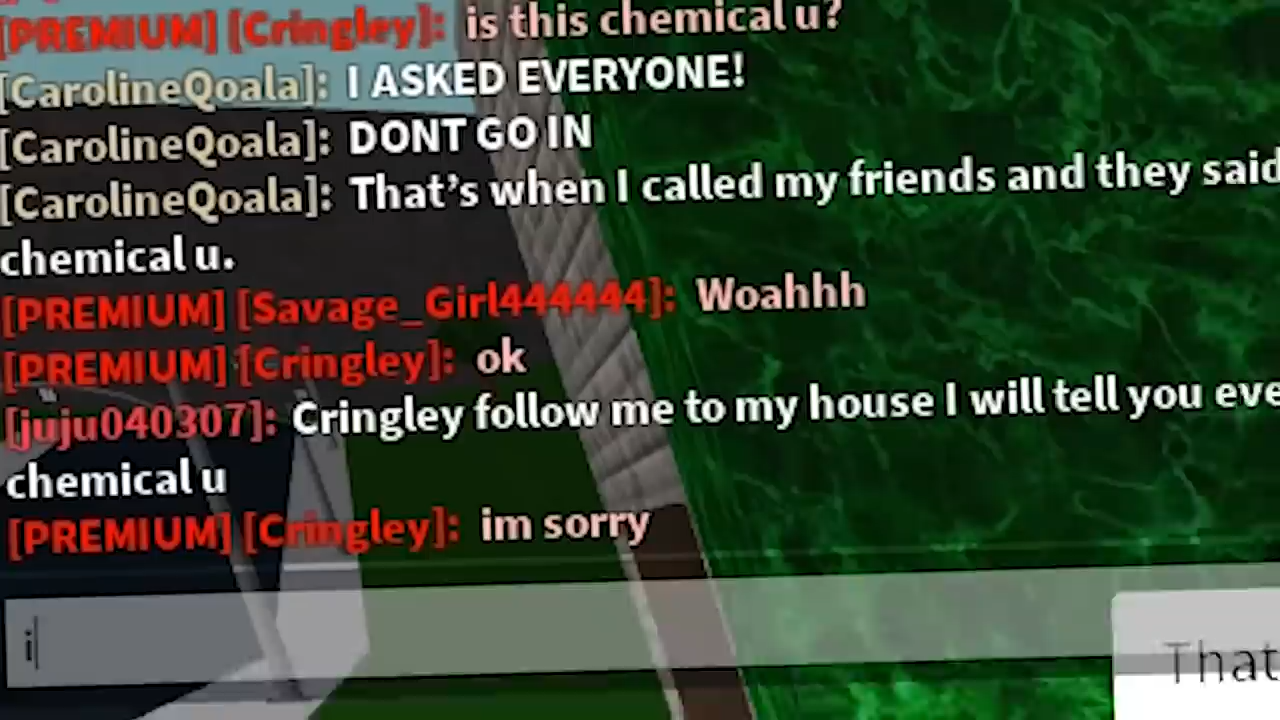 [PREMIUM] [Cringley]: is this chemical u?
[CarolineQoala]: I ASKED EVERYONE!
[CarolineQoala]: DONT GO IN
[CarolineQoala]: That's when I called my friends and they said
chemical u.
[PREMIUM] [Savage_Girl444444]: Woahhh
[PREMIUM] [Cringley]: ok
[juju040307]: Cringley follow me to my house I will tell you eve
chemical u
[PREMIUM] [Cringley]: im sorry
i
That